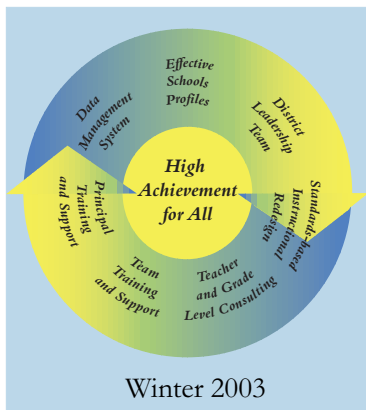 Effective
Schools
Profiles
District
Leadership
Team
Standards-based
Instructional
Redesign
Teacher
and Grade
Level Consulting
Team
Training
and Support
Principal
Training
and Support
Data
Management
System
High
Achievement
for All
Winter 2003